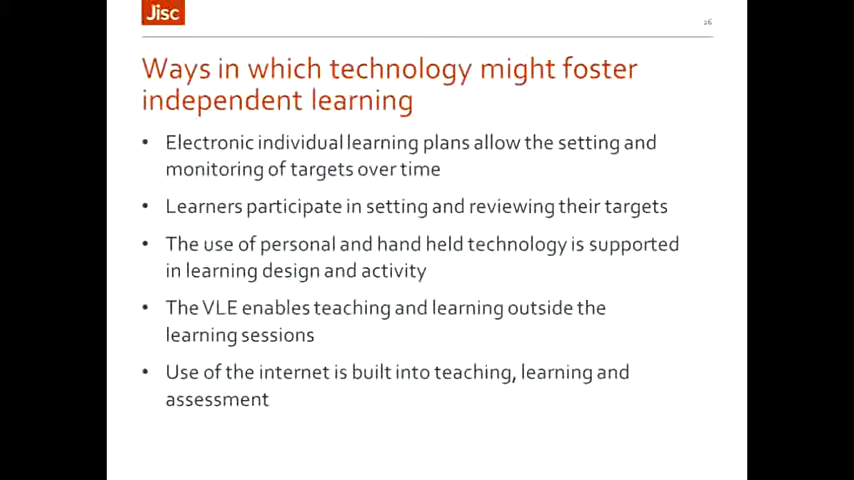 Jisc
26
Ways in which technology might foster
independent learning
• Electronic individual learning plans allow the setting and
monitoring of targets over time
• Learners participate in setting and reviewing their targets
• The use of personal and hand held technology is supported
in learning design and activity
• The VLE enables teaching and learning outside the
learning sessions
• Use of the internet is built into teaching, learning and
assessment